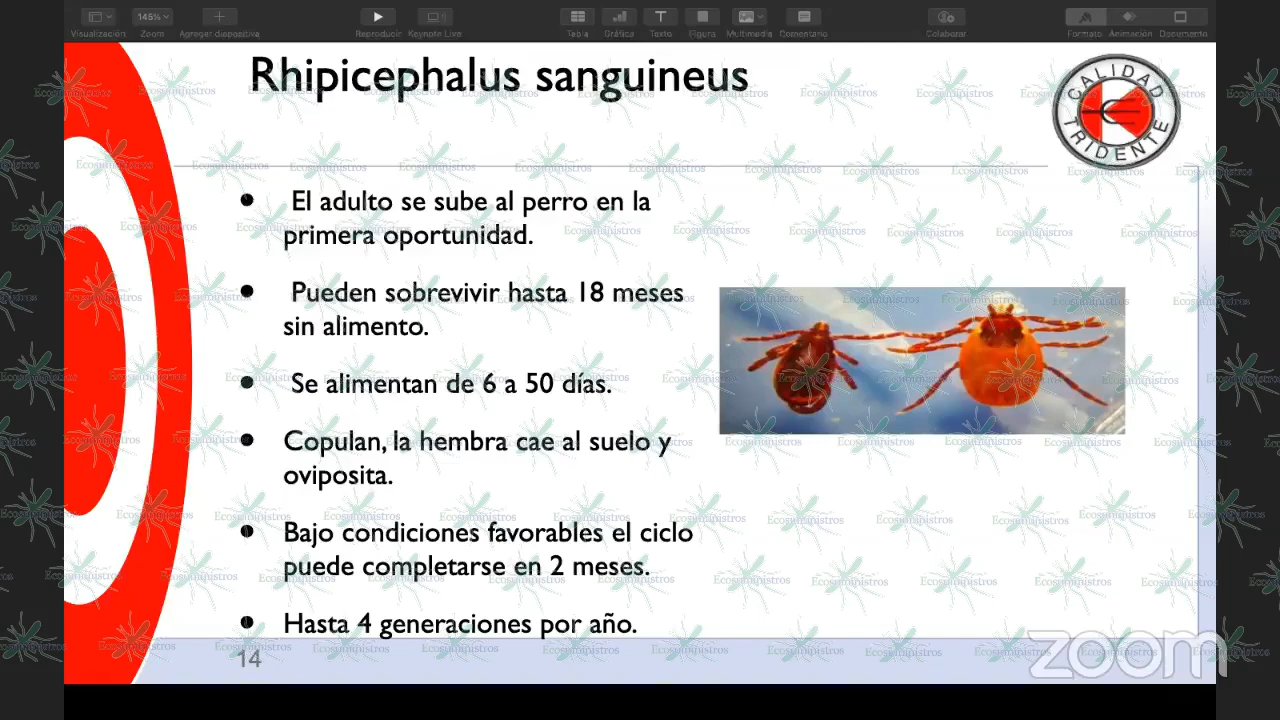 Visualización
145%
Zoom
Agregar diapositiva
Reproducir
Keynote Live
Tabla
Gráfica
Texto
Figura
Multimedia
Comentario
Colaborar
Formato
Animación
Documento
Rhipicephalus sanguineus
CALIDAD
TRIDENTE
• El adulto se sube al perro en la
primera oportunidad.
• Pueden sobrevivir hasta 18 meses
sin alimento.
• Se alimentan de 6 a 50 días.
• Copulan, la hembra cae al suelo y
oviposita.
• Bajo condiciones favorables el ciclo
puede completarse en 2 meses.
• Hasta 4 generaciones por año.
14
zoom
Ecosuministros